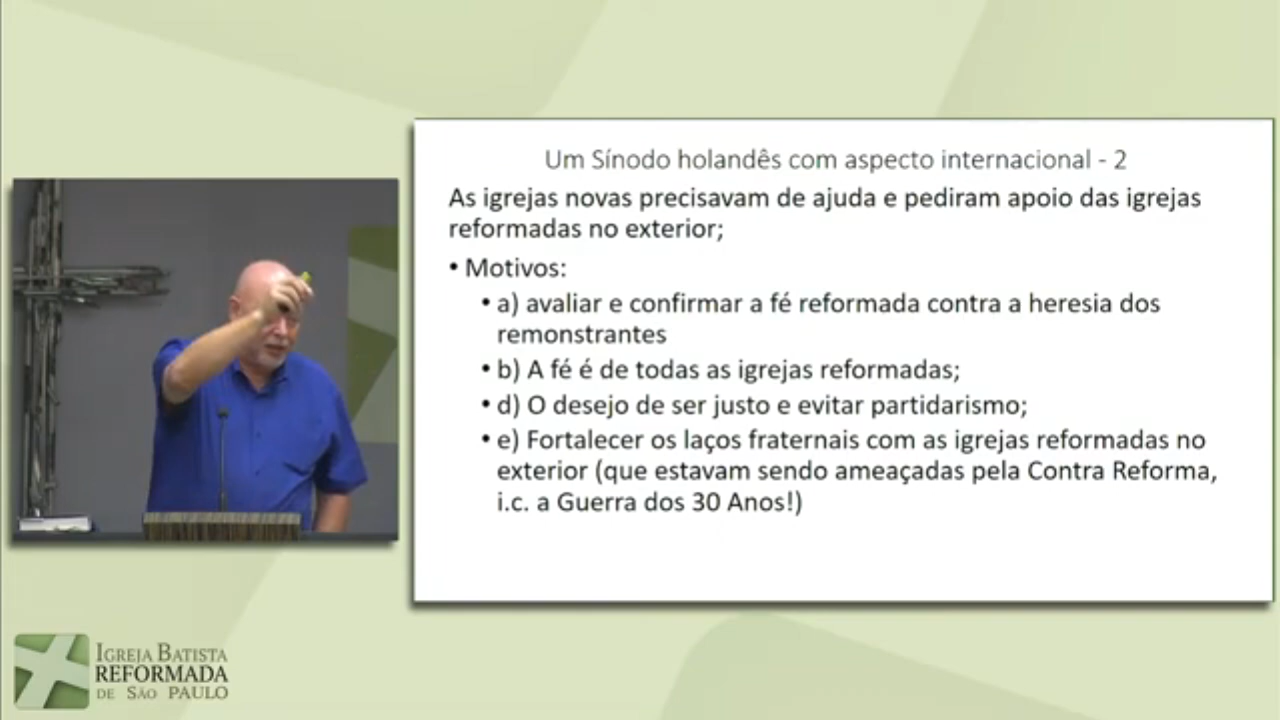 Um Sínodo holandês com aspecto internacional - 2
As igrejas novas precisavam de ajuda e pediram apoio das igrejas
reformadas no exterior;
• Motivos:
• a) avaliar e confirmar a fé reformada contra a heresia dos
remonstrantes
• b) A fé é de todas as igrejas reformadas;
• d) O desejo de ser justo e evitar partidarismo;
• e) Fortalecer os laços fraternais com as igrejas reformadas no
exterior (que estavam sendo ameaçadas pela Contra Reforma,
i.c. a Guerra dos 30 Anos!)
IGREJA BATISTA
REFORMADA
DE SÃO PAULO